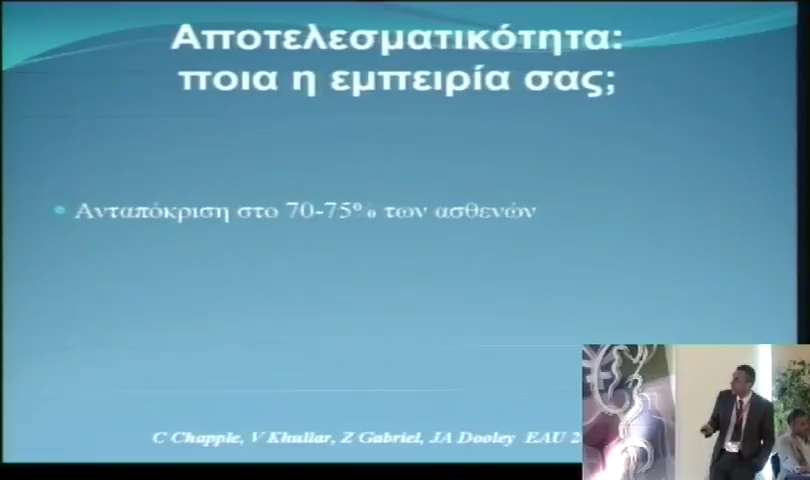 Αποτελεσματικότητα:
ποια η εμπειρία σας;
• Ανταπόκριση στο 70-75% των ασθενών
C Chapple, V Khullar, Z Gabriel, JA Dooley EAU 2